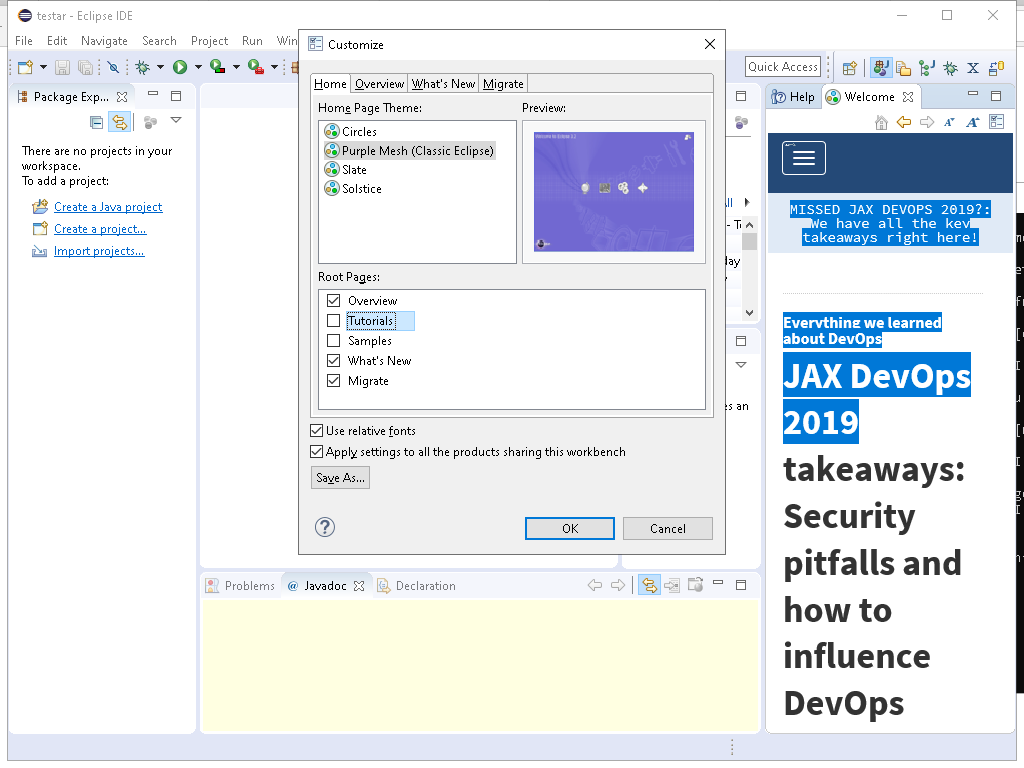 testar - Eclipse IDE
File Edit Navigate Search Project Run Win
Quick Access
Package Exp...
There are no projects in your
workspace.
To add a project:
Create a Java project
Create a project...
Import projects...
Customize
Home Overview What's New Migrate
Home Page Theme:
Circles
Purple Mesh (Classic Eclipse)
Slate
Solstice
Preview:
Root Pages:
Overview
Tutorials
Samples
What's New
Migrate
Use relative fonts
Apply settings to all the products sharing this workbench
Save As...
OK
Cancel
Problems
Javadoc
Declaration
Help
Welcome
MISSED JAX DEVOPS 2019?:
We have all the key
takeaways right here!
Everything we learned
about DevOps
JAX DevOps
2019
takeaways:
Security
pitfalls and
how to
influence
DevOps